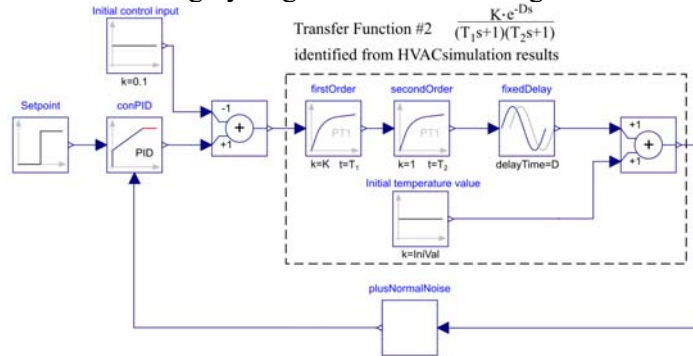 Initial control input
Transfer Function #2 K·e-Ds
(T1s+1)(T2s+1)
identified from HVACsimulation results
k=0.1
Setpoint conPID firstOrder secondOrder fixedDelay
-1
+1
+
PID
PT1 PT1
+1
+1
+
k=K t=T1 k=1 t=T2 delayTime=D
Initial temperature value
k=IniVal
plusNormalNoise